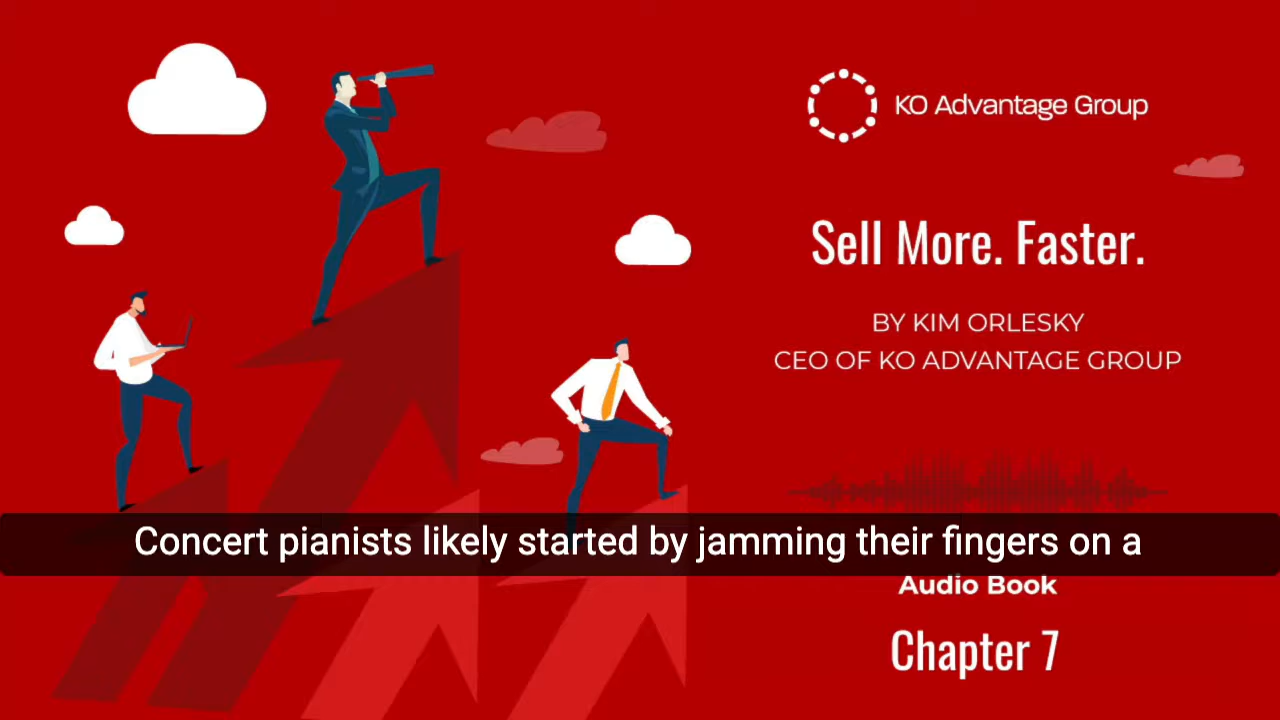 KO Advantage Group
Sell More. Faster.
BY KIM ORLESKY
CEO OF KO ADVANTAGE GROUP
Concert pianists likely started by jamming their fingers on a
Audio Book
Chapter 7